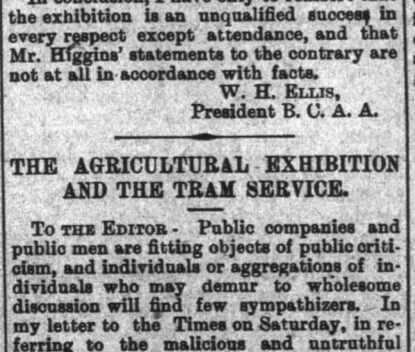 the exhibition is an unqualified success in
every respect except attendance, and that
Mr. Higgins' statements to the contrary are
not at all in accordance with facts.
W. H. ELLIS,
President B. C. A. A.
THE AGRICULTURAL EXHIBITION
AND THE TRAM SERVICE.
TO THE EDITOR - Public companies and
public men are fitting objects of public criti-
cism, and individuals or aggregations of in-
dividuals who may demur to wholesome
discussion will find few sympathizers. In
my letter to the Times on Saturday, in re-
ferring to the malicious and untruthful